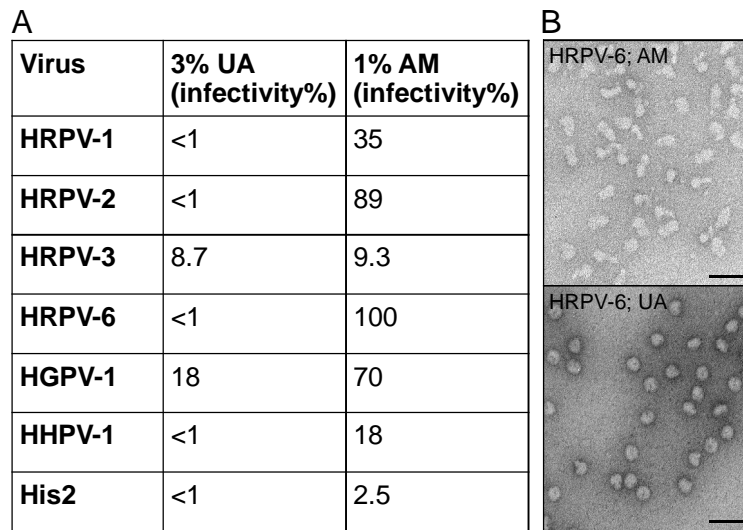 A
B
Virus 3% UA (infectivity%) 1% AM (infectivity%)
HRPV-1 <1 35
HRPV-2 <1 89
HRPV-3 8.7 9.3
HRPV-6 <1 100
HGPV-1 18 70
HHPV-1 <1 18
His2 <1 2.5
HRPV-6; AM
HRPV-6; UA